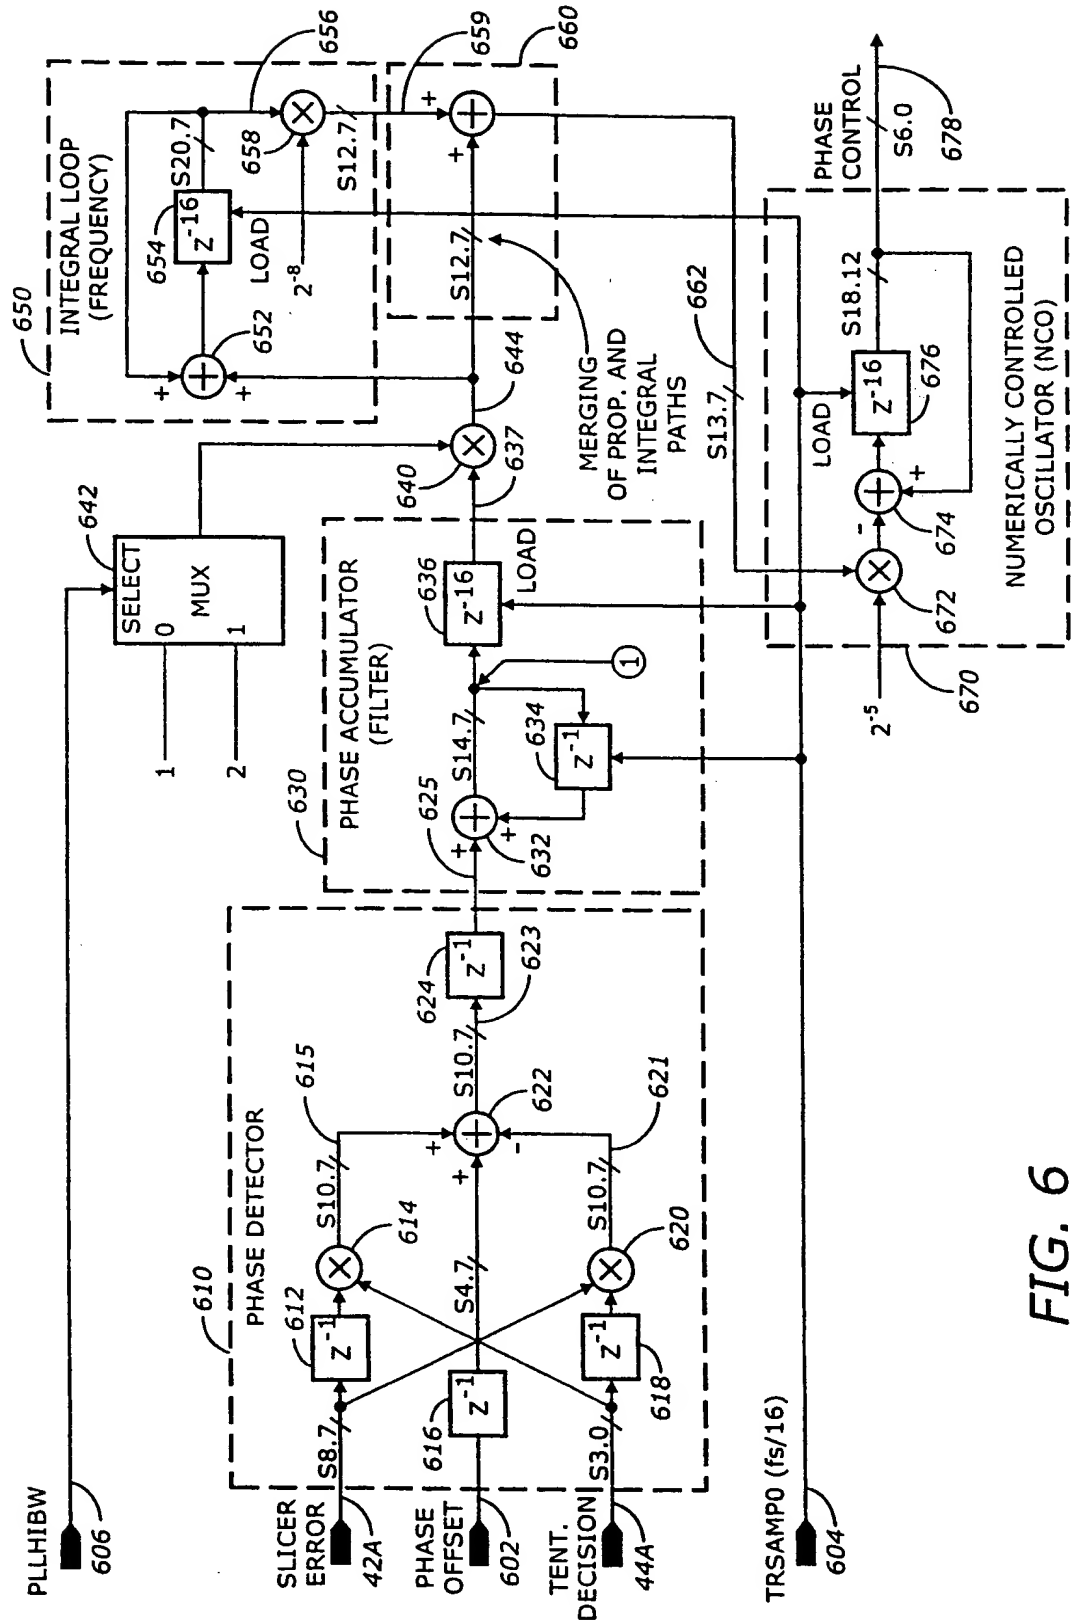 PLLHIBW
606
SELECT
642
MUX
0
1
1
2
610
PHASE DETECTOR
SLICER
ERROR
42A
S8.7
612
z-1
614
S10.7
615
PHASE
OFFSET
602
616
z-1
S4.7
+
+
-
622
S10.7
623
624
z-1
TENT.
DECISION
44A
S3.0
618
z-1
620
S10.7
621
630
PHASE ACCUMULATOR
(FILTER)
625
+
+
632
S14.7
634
z-1
1
636
z-16
LOAD
637
640
644
650
INTEGRAL LOOP
(FREQUENCY)
+
+
652
654
z-16
LOAD
S20.7
656
658
2-8
S12.7
659
660
+
+
S12.7
MERGING
OF PROP. AND
INTEGRAL
PATHS
S13.7
662
TRSAMP0 (fs/16)
604
670
2-5
672
-
+
674
LOAD
z-16
676
S18.12
NUMERICALLY CONTROLLED
OSCILLATOR (NCO)
PHASE
CONTROL
S6.0
678
FIG. 6